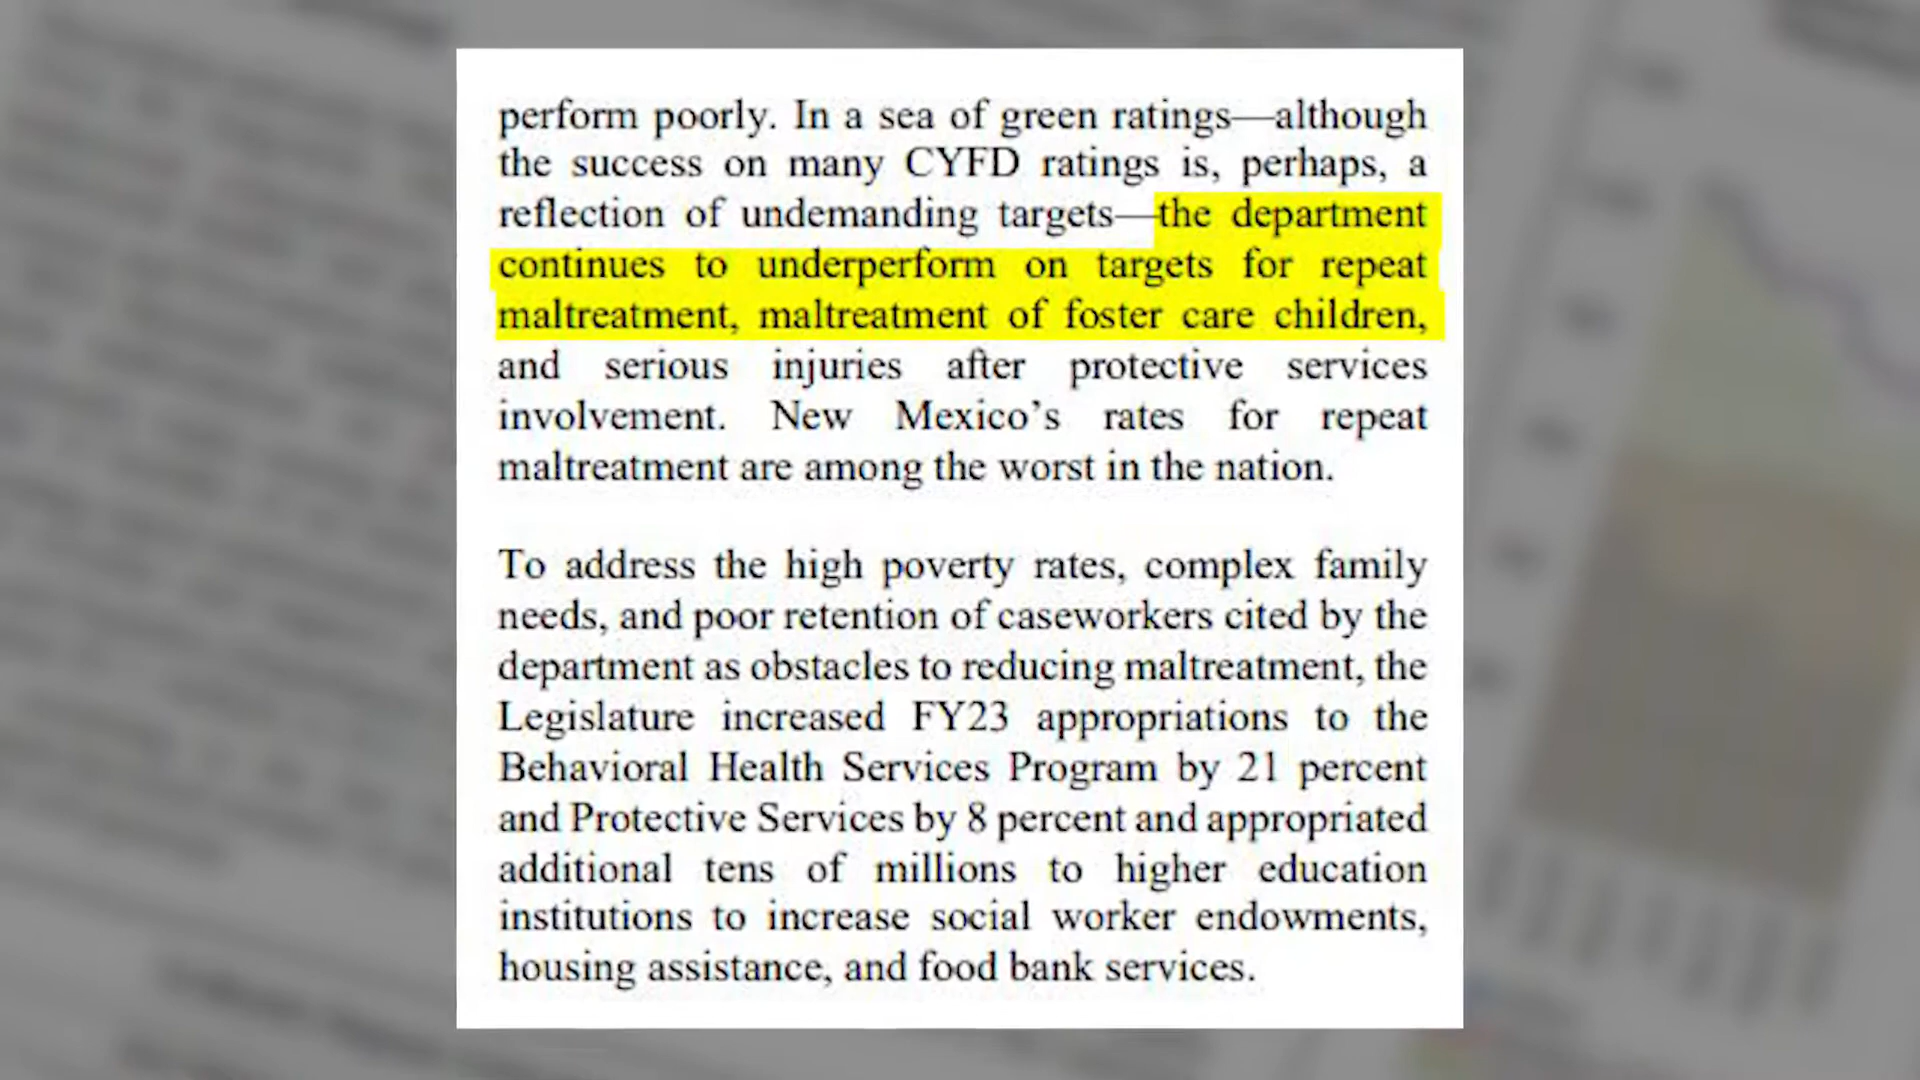 perform poorly. In a sea of green ratings—although
the success on many CYFD ratings is, perhaps, a
reflection of undemanding targets—the department
continues to underperform on targets for repeat
maltreatment, maltreatment of foster care children,
and serious injuries after protective services
involvement. New Mexico’s rates for repeat
maltreatment are among the worst in the nation.
To address the high poverty rates, complex family
needs, and poor retention of caseworkers cited by the
department as obstacles to reducing maltreatment, the
Legislature increased FY23 appropriations to the
Behavioral Health Services Program by 21 percent
and Protective Services by 8 percent and appropriated
additional tens of millions to higher education
institutions to increase social worker endowments,
housing assistance, and food bank services.